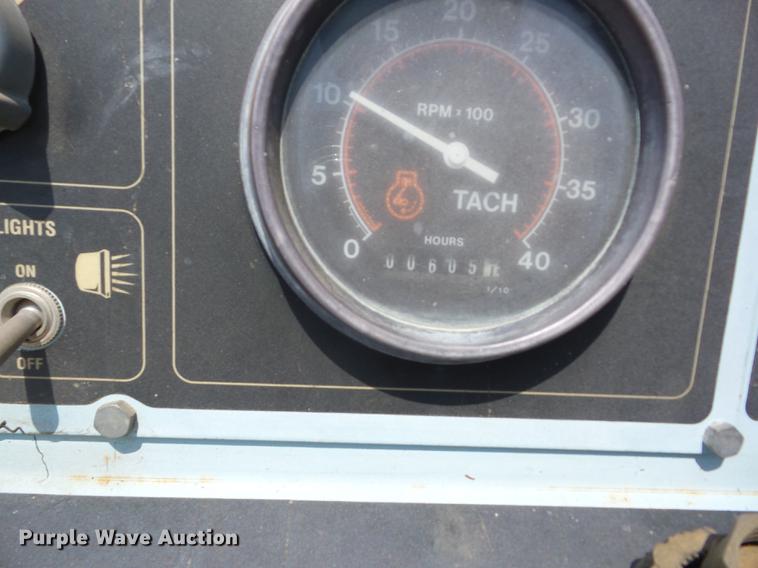 20
15
25
10
RPM x 100
30
5
TACH
35
LIGHTS
HOURS
0
40
00605
ON
1/10
OFF
Purple Wave Auction